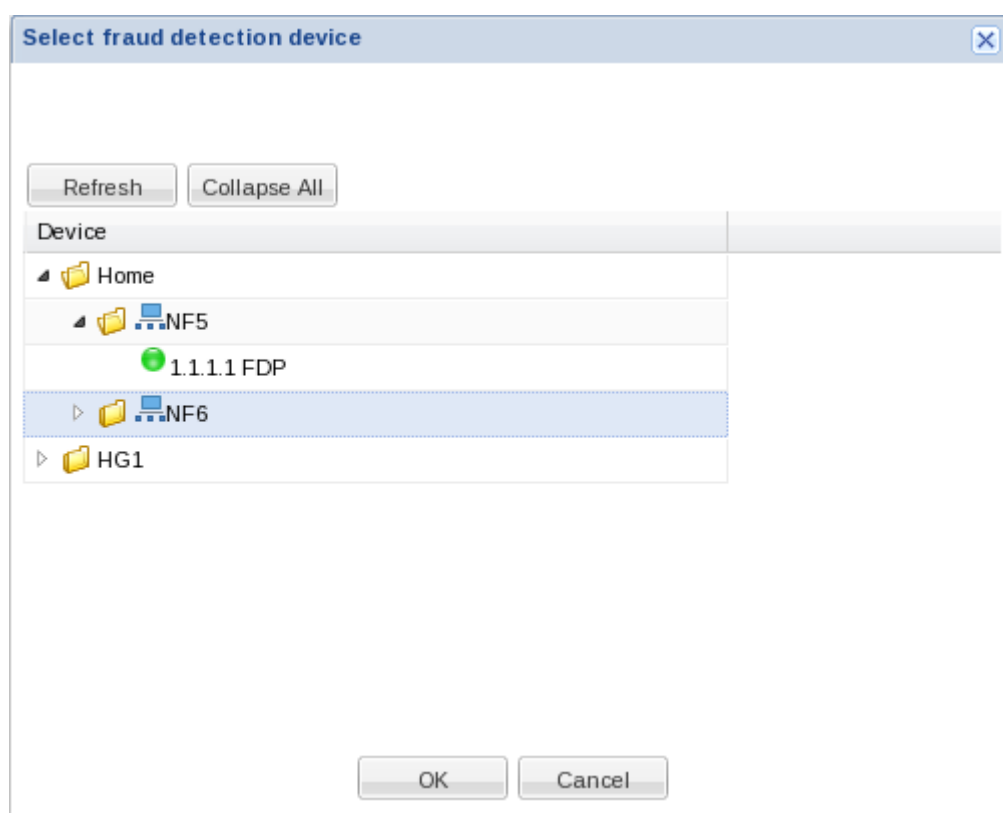 Select fraud detection device
Refresh Collapse All
Device
Home
NF5
1.1.1.1 FDP
NF6
HG1
OK Cancel